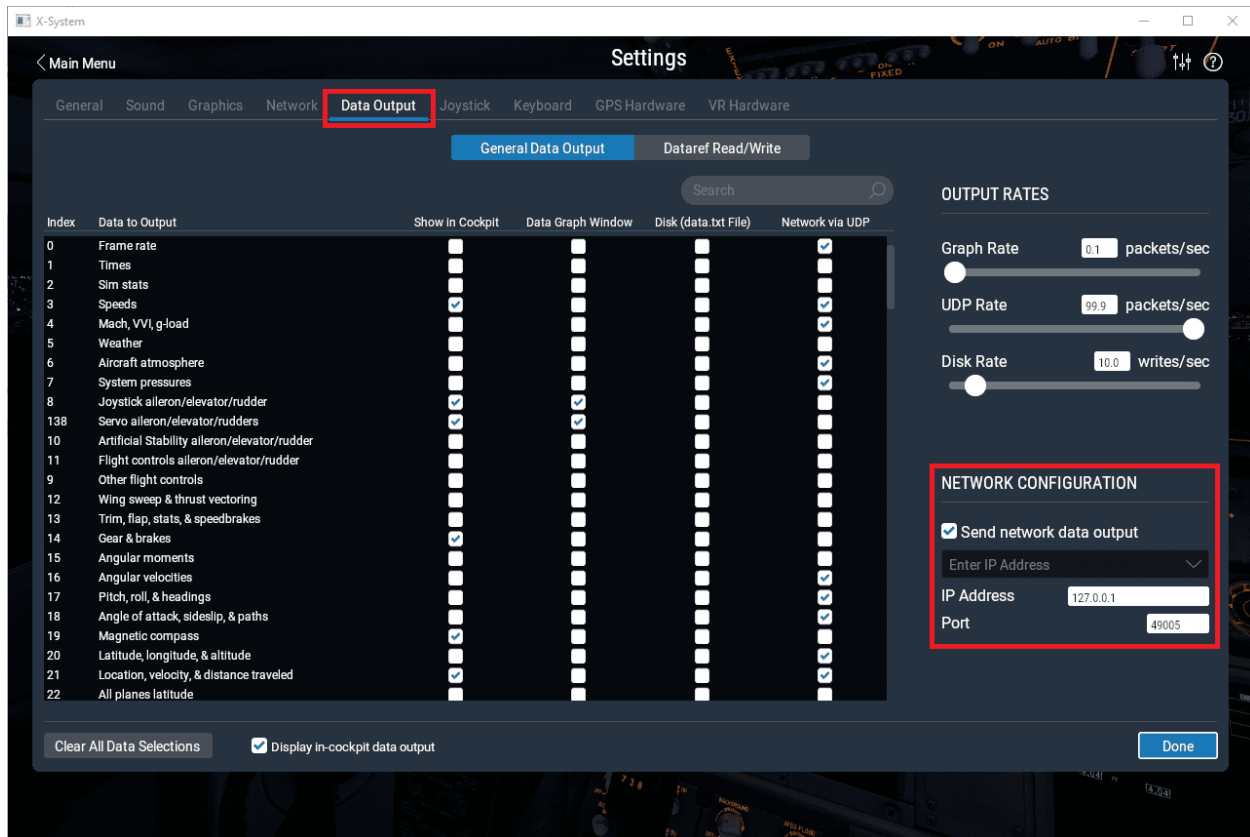 X-System
Main Menu
Settings
General Sound Graphics Network Data Output Joystick Keyboard GPS Hardware VR Hardware
General Data Output Dataref Read/Write
Search
Index Data to Output Show in Cockpit Data Graph Window Disk (data.txt File) Network via UDP
0 Frame rate
1 Times
2 Sim stats
3 Speeds
4 Mach, VVI, g-load
5 Weather
6 Aircraft atmosphere
7 System pressures
8 Joystick aileron/elevator/rudder
138 Servo aileron/elevator/rudders
10 Artificial Stability aileron/elevator/rudder
11 Flight controls aileron/elevator/rudder
9 Other flight controls
12 Wing sweep & thrust vectoring
13 Trim, flap, stats, & speedbrakes
14 Gear & brakes
15 Angular moments
16 Angular velocities
17 Pitch, roll, & headings
18 Angle of attack, sideslip, & paths
19 Magnetic compass
20 Latitude, longitude, & altitude
21 Location, velocity, & distance traveled
22 All planes latitude
OUTPUT RATES
Graph Rate 0.1 packets/sec
UDP Rate 99.9 packets/sec
Disk Rate 10.0 writes/sec
NETWORK CONFIGURATION
Send network data output
Enter IP Address
IP Address 127.0.0.1
Port 49005
Clear All Data Selections Display in-cockpit data output Done